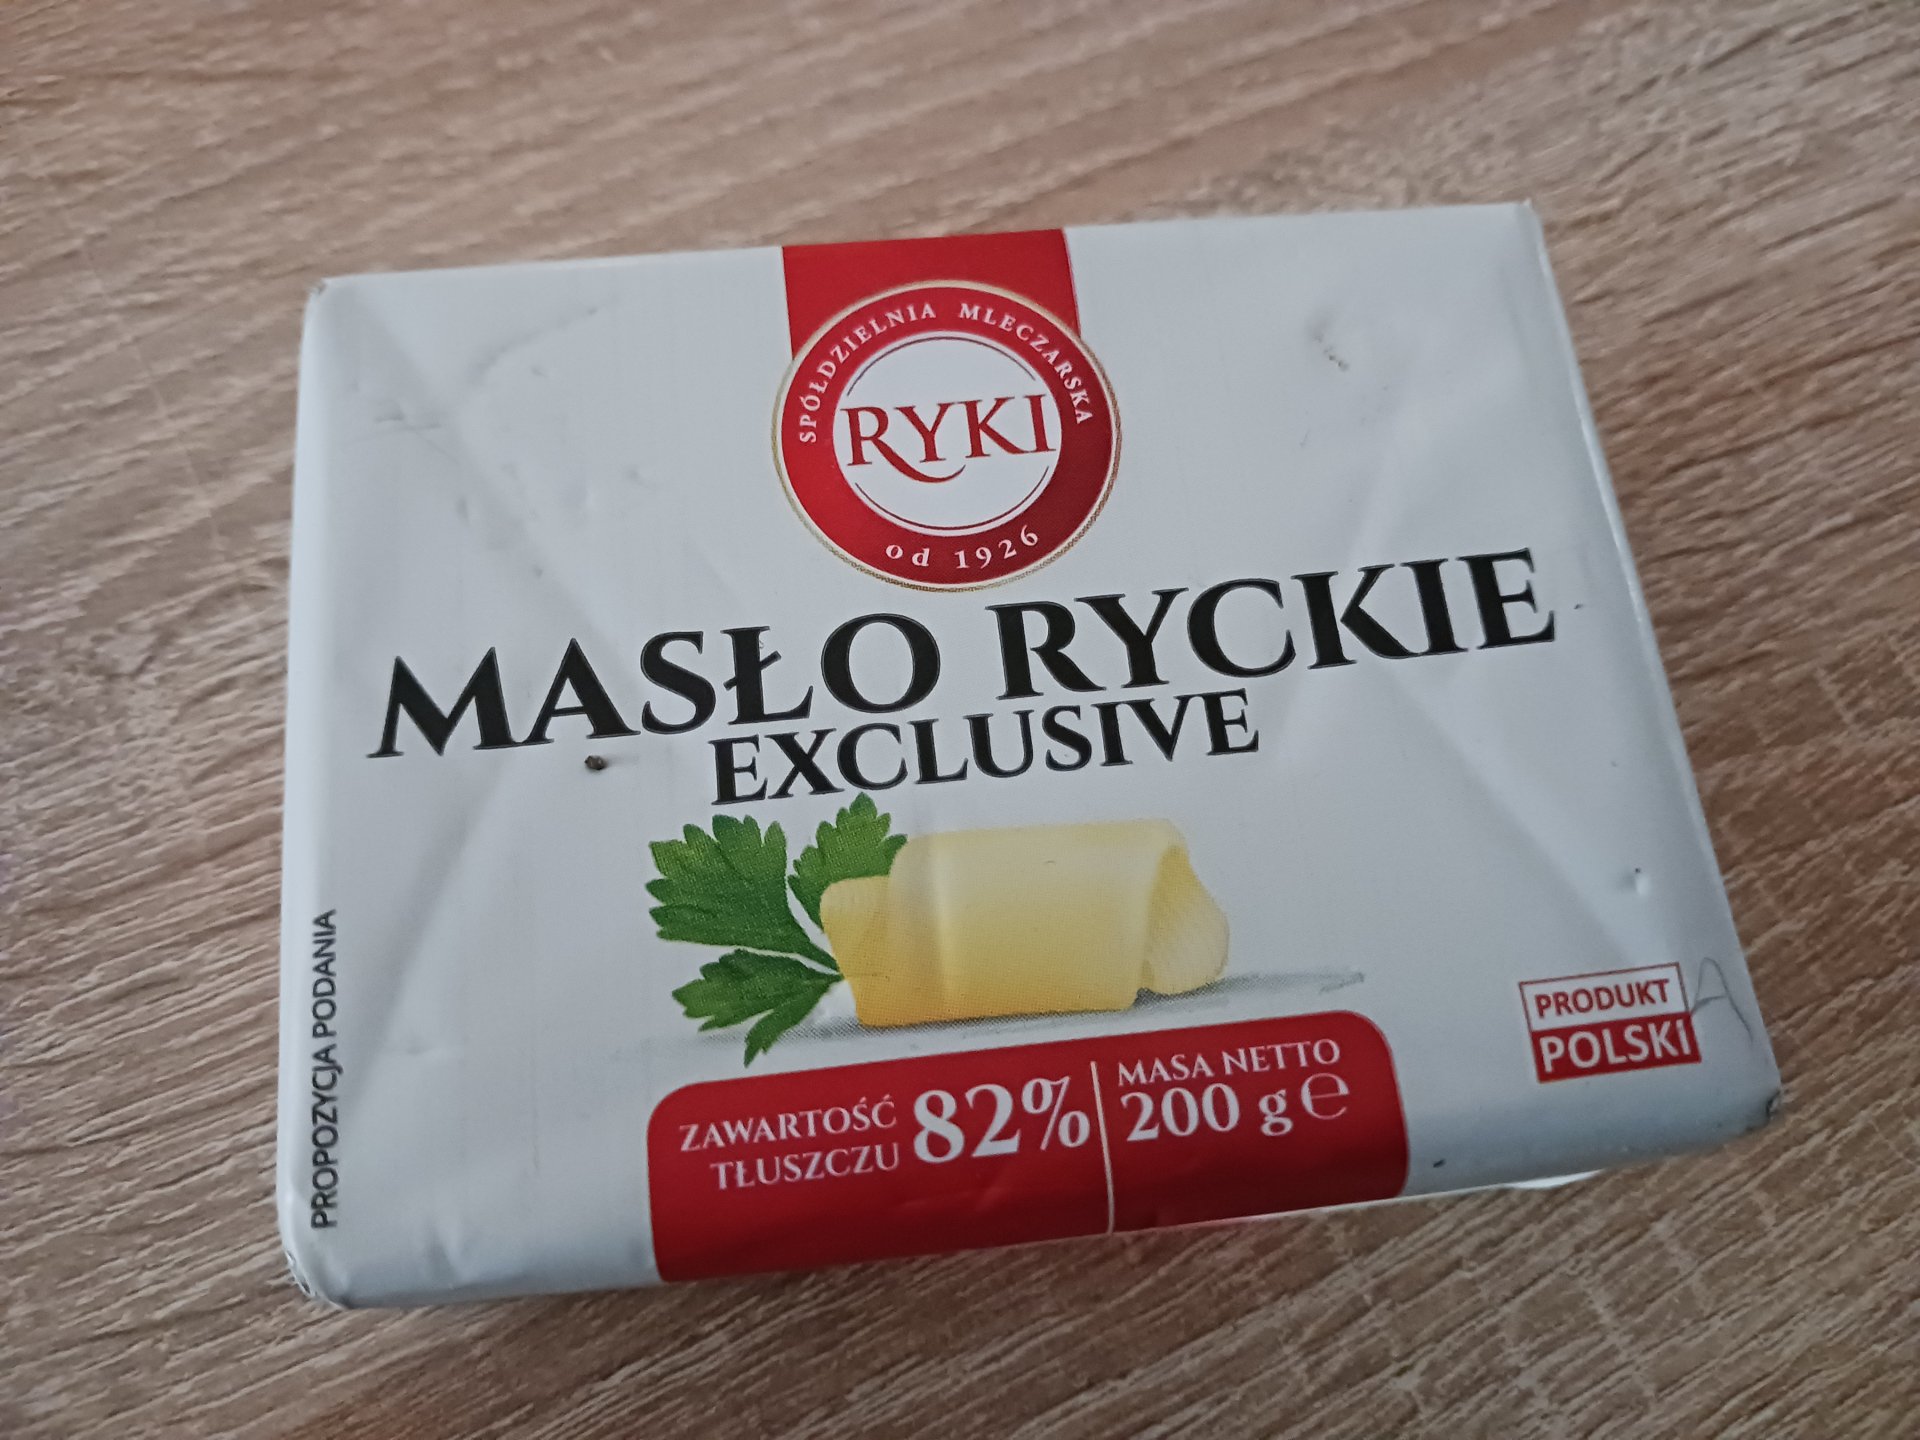 SPÓŁDZIELNIA MLECZARSKA
RYKI
od 1926
MASŁO RYCKIE
EXCLUSIVE
PROPOZYCJA PODANIA
ZAWARTOŚĆ
TŁUSZCZU
82%
MASA NETTO
200 g ℮
PRODUKT
POLSKI